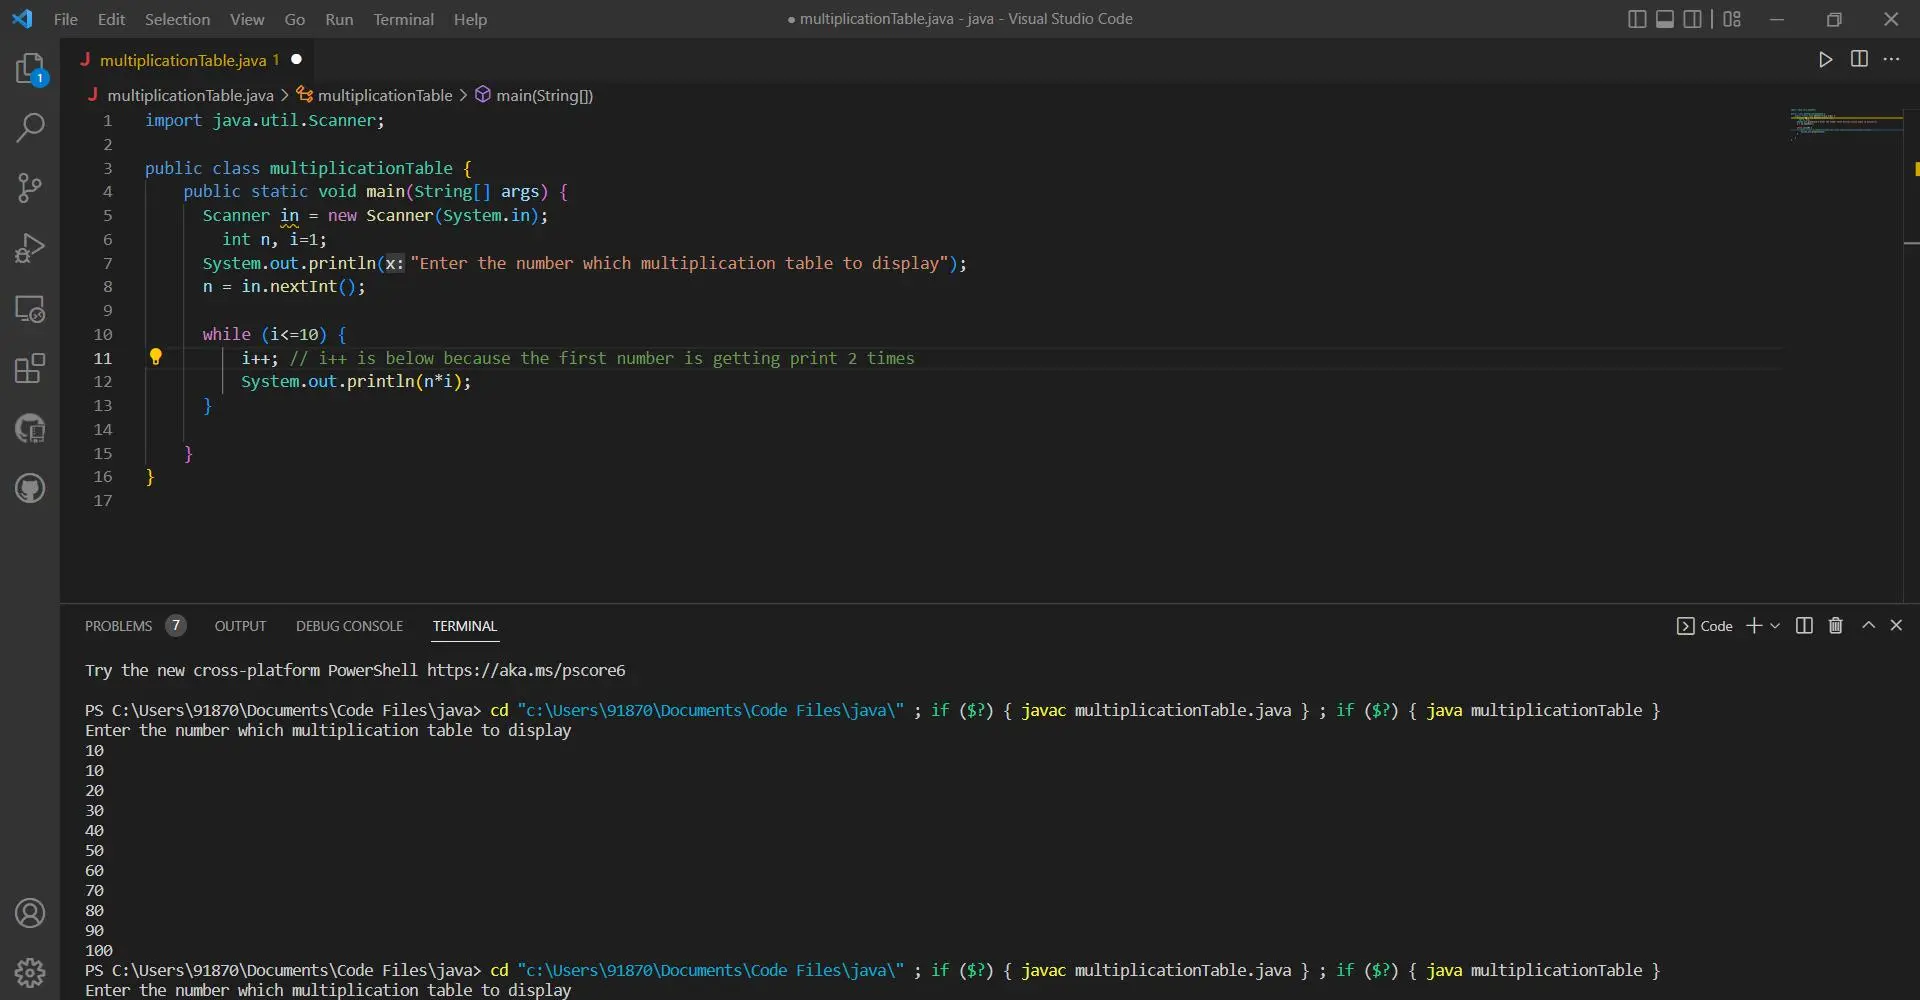 File Edit Selection View Go Run Terminal Help
● multiplicationTable.java - java - Visual Studio Code
1
J multiplicationTable.java 1 ●
J multiplicationTable.java > multiplicationTable > main(String[])
1 import java.util.Scanner;
2
3 public class multiplicationTable {
4 public static void main(String[] args) {
5 Scanner in = new Scanner(System.in);
6 int n, i=1;
7 System.out.println(x: "Enter the number which multiplication table to display");
8 n = in.nextInt();
9
10 while (i<=10) {
11 i++; // i++ is below because the first number is getting print 2 times
12 System.out.println(n*i);
13 }
14
15 }
16 }
17
PROBLEMS 7 OUTPUT DEBUG CONSOLE TERMINAL
Code
Try the new cross-platform PowerShell https://aka.ms/pscore6
PS C:\Users\91870\Documents\Code Files\java> cd "c:\Users\91870\Documents\Code Files\java\" ; if ($?) { javac multiplicationTable.java } ; if ($?) { java multiplicationTable }
Enter the number which multiplication table to display
10
10
20
30
40
50
60
70
80
90
100
PS C:\Users\91870\Documents\Code Files\java> cd "c:\Users\91870\Documents\Code Files\java\" ; if ($?) { javac multiplicationTable.java } ; if ($?) { java multiplicationTable }
Enter the number which multiplication table to display